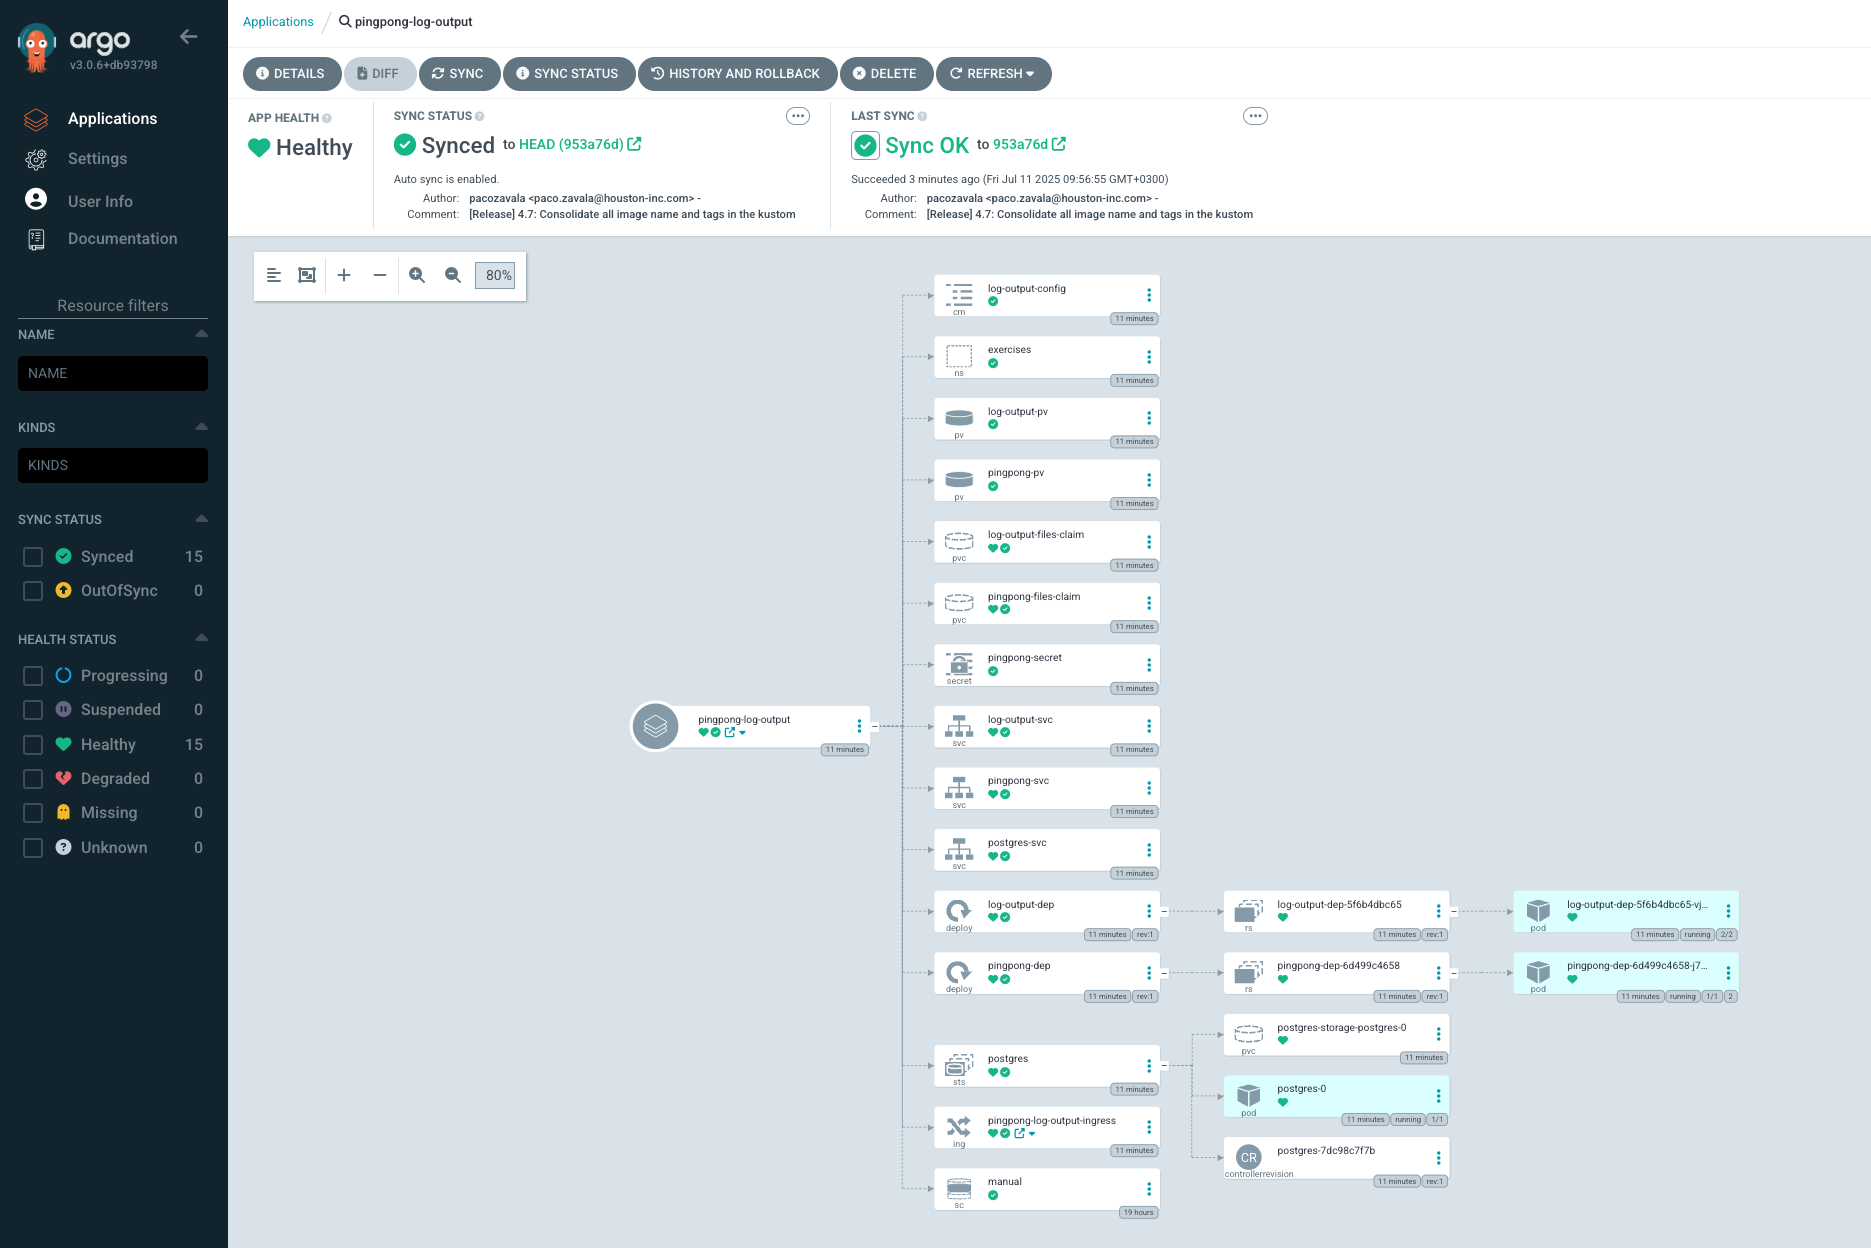 argo
v3.0.6+db93798
Applications
Settings
User Info
Documentation
Resource filters
NAME
NAME
KINDS
KINDS
SYNC STATUS
Synced 15
OutOfSync 0
HEALTH STATUS
Progressing 0
Suspended 0
Healthy 15
Degraded 0
Missing 0
Unknown 0
Applications / pingpong-log-output
DETAILS DIFF SYNC SYNC STATUS HISTORY AND ROLLBACK DELETE REFRESH
APP HEALTH
Healthy
SYNC STATUS
Synced to HEAD (953a76d)
Auto sync is enabled.
Author: pacozavala <paco.zavala@houston-inc.com> -
Comment: [Release] 4.7: Consolidate all image name and tags in the kustom
LAST SYNC
Sync OK to 953a76d
Succeeded 3 minutes ago (Fri Jul 11 2025 09:56:55 GMT+0300)
Author: pacozavala <paco.zavala@houston-inc.com> -
Comment: [Release] 4.7: Consolidate all image name and tags in the kustom
80%
pingpong-log-output
11 minutes
log-output-config
cm
11 minutes
exercises
ns
11 minutes
log-output-pv
pv
11 minutes
pingpong-pv
pv
11 minutes
log-output-files-claim
pvc
11 minutes
pingpong-files-claim
pvc
11 minutes
pingpong-secret
secret
11 minutes
log-output-svc
svc
11 minutes
pingpong-svc
svc
11 minutes
postgres-svc
svc
11 minutes
log-output-dep
deploy
11 minutes rev:1
log-output-dep-5f6b4dbc65
rs
11 minutes rev:1
log-output-dep-5f6b4dbc65-vj...
pod
11 minutes running 2/2
pingpong-dep
deploy
11 minutes rev:1
pingpong-dep-6d499c4658
rs
11 minutes rev:1
pingpong-dep-6d499c4658-j7...
pod
11 minutes running 1/1 2
postgres
sts
11 minutes
postgres-storage-postgres-0
pvc
11 minutes
postgres-0
pod
11 minutes running 1/1
CR
postgres-7dc98c7f7b
controllerrevision
11 minutes rev:1
pingpong-log-output-ingress
ing
11 minutes
manual
sc
19 hours